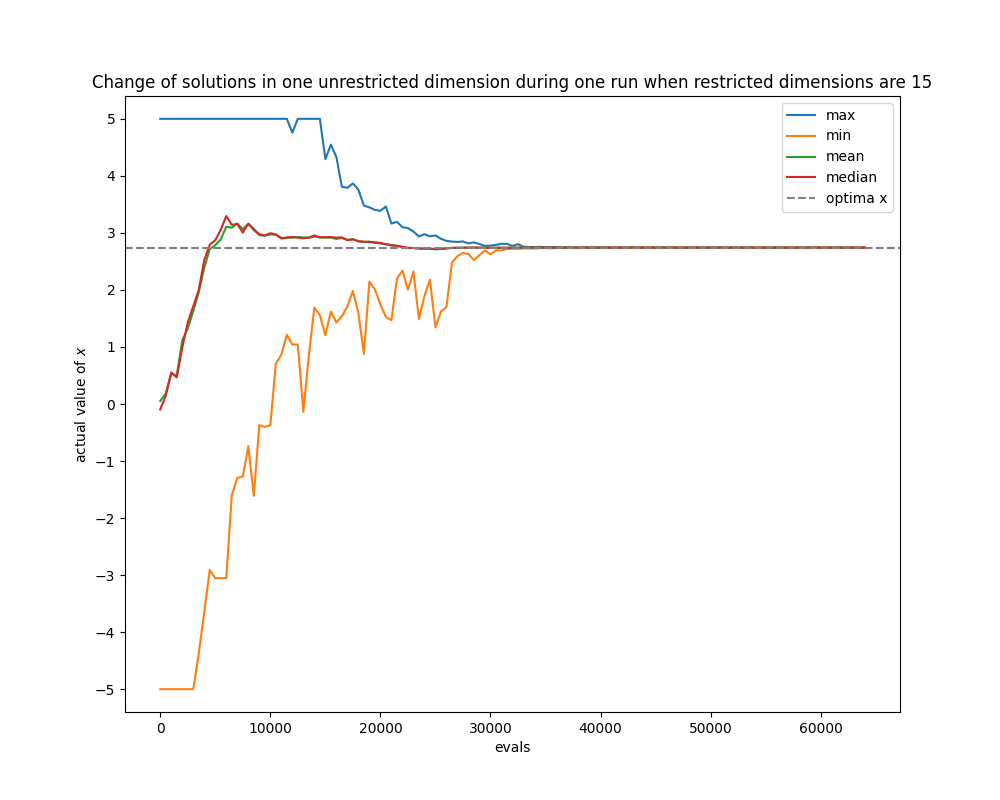 Change of solutions in one unrestricted dimension during one run when restricted dimensions are 15
max
min
mean
median
optima x
5
4
3
2
1
0
−1
−2
−3
−4
−5
actual value of x
0 10000 20000 30000 40000 50000 60000
evals